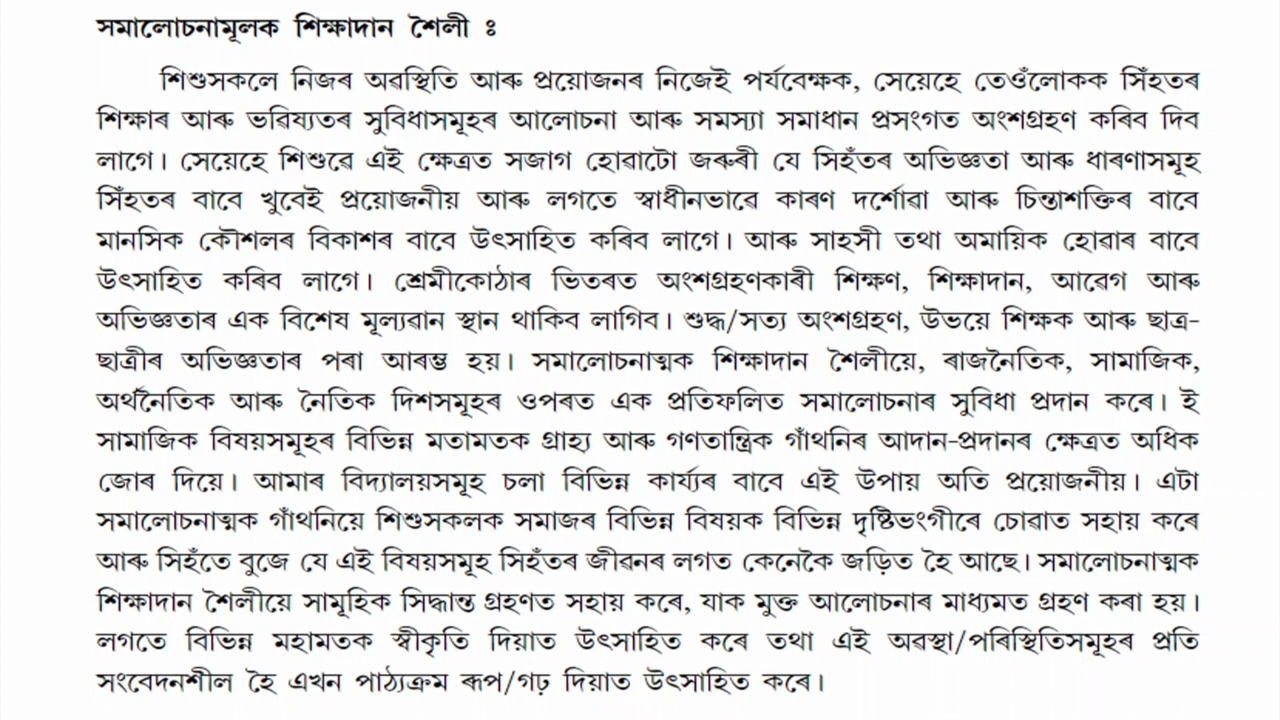 সমালোচনামূলক শিক্ষাদান শৈলী ঃ
শিশুসকলে নিজৰ অৱস্থিতি আৰু প্ৰয়োজনৰ নিজেই পৰ্যবেক্ষক, সেয়েহে তেওঁলোকক সিঁহতৰ
শিক্ষাৰ আৰু ভৱিষ্যতৰ সুবিধাসমূহৰ আলোচনা আৰু সমস্যা সমাধান প্ৰসংগত অংশগ্ৰহণ কৰিব দিব
লাগে। সেয়েহে শিশুৱে এই ক্ষেত্ৰত সজাগ হোৱাটো জৰুৰী যে সিহঁতৰ অভিজ্ঞতা আৰু ধাৰণাসমূহ
সিঁহতৰ বাবে খুবেই প্ৰয়োজনীয় আৰু লগতে স্বাধীনভাৱে কাৰণ দৰ্শোৱা আৰু চিন্তাশক্তিৰ বাবে
মানসিক কৌশলৰ বিকাশৰ বাবে উৎসাহিত কৰিব লাগে। আৰু সাহসী তথা অমায়িক হোৱাৰ বাবে
উৎসাহিত কৰিব লাগে। শ্ৰেমীকোঠাৰ ভিতৰত অংশগ্ৰহণকাৰী শিক্ষণ, শিক্ষাদান, আৱেগ আৰু
অভিজ্ঞতাৰ এক বিশেষ মূল্যৱান স্থান থাকিব লাগিব। শুদ্ধ/সত্য অংশগ্ৰহণ, উভয়ে শিক্ষক আৰু ছাত্ৰ-
ছাত্ৰীৰ অভিজ্ঞতাৰ পৰা আৰম্ভ হয়। সমালোচনাত্মক শিক্ষাদান শৈলীয়ে, ৰাজনৈতিক, সামাজিক,
অৰ্থনৈতিক আৰু নৈতিক দিশসমূহৰ ওপৰত এক প্ৰতিফলিত সমালোচনাৰ সুবিধা প্ৰদান কৰে। ই
সামাজিক বিষয়সমূহৰ বিভিন্ন মতামতক গ্ৰাহ্য আৰু গণতান্ত্ৰিক গাঁথনিৰ আদান-প্ৰদানৰ ক্ষেত্ৰত অধিক
জোৰ দিয়ে। আমাৰ বিদ্যালয়সমূহ চলা বিভিন্ন কাৰ্য্যৰ বাবে এই উপায় অতি প্ৰয়োজনীয়। এটা
সমালোচনাত্মক গাঁথনিয়ে শিশুসকলক সমাজৰ বিভিন্ন বিষয়ক বিভিন্ন দৃষ্টিভংগীৰে চোৱাত সহায় কৰে
আৰু সিহঁতে বুজে যে এই বিষয়সমূহ সিহঁতৰ জীৱনৰ লগত কেনেকৈ জড়িত হৈ আছে। সমালোচনাত্মক
শিক্ষাদান শৈলীয়ে সামূহিক সিদ্ধান্ত গ্ৰহণত সহায় কৰে, যাক মুক্ত আলোচনাৰ মাধ্যমত গ্ৰহণ কৰা হয়।
লগতে বিভিন্ন মহামতক স্বীকৃতি দিয়াত উৎসাহিত কৰে তথা এই অৱস্থা/পৰিস্থিতিসমূহৰ প্ৰতি
সংবেদনশীল হৈ এখন পাঠ্যক্ৰম ৰূপ/গঢ় দিয়াত উৎসাহিত কৰে।